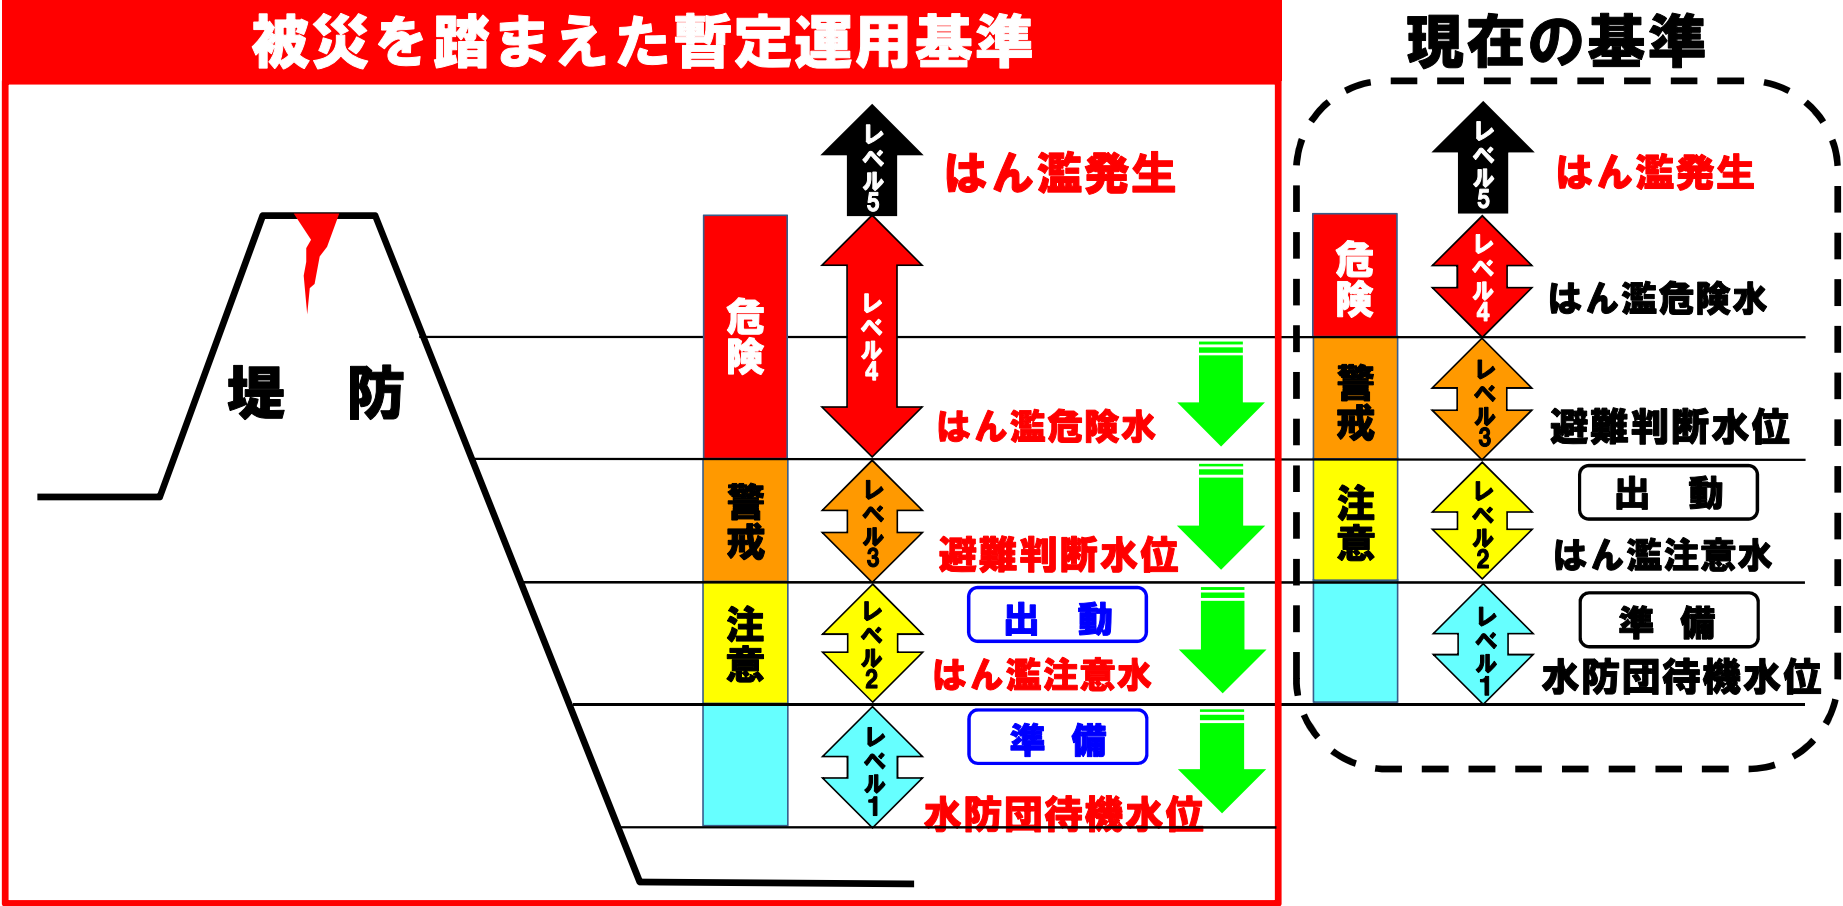 被災を踏まえた暫定運用基準
現在の基準
堤 防
危険
警戒
注意
レベル5
レベル4
レベル3
レベル2
レベル1
はん濫発生
はん濫危険水
避難判断水位
出 動
はん濫注意水
準 備
水防団待機水位
危険
警戒
注意
レベル5
レベル4
レベル3
レベル2
レベル1
はん濫発生
はん濫危険水
避難判断水位
出 動
はん濫注意水
準 備
水防団待機水位